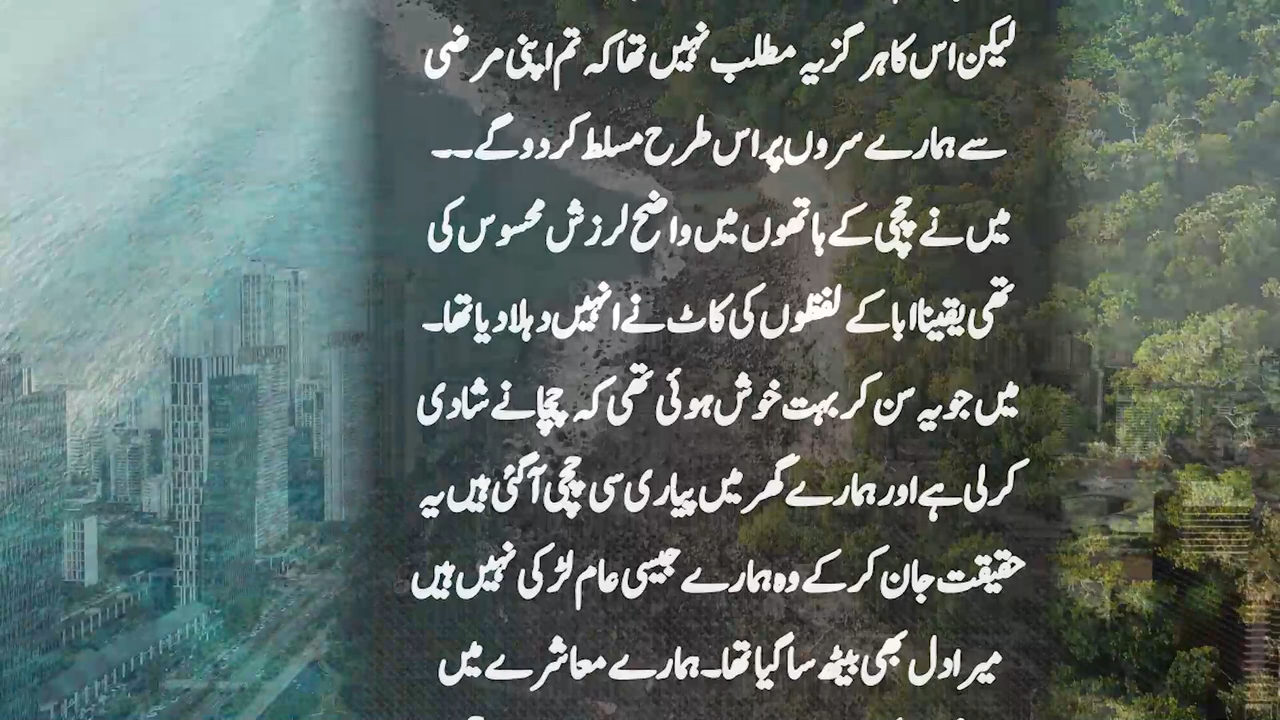 لیکن اس کا ہر گز یہ مطلب نہیں تھا کہ تم اپنی مرضی
سے ہمارے سروں پر اس طرح مسلط کر دو گے۔۔
میں نے چچی کے ہاتھوں میں واضح لرزش محسوس کی
تھی یقینا ابا کے لفظوں کی کاٹ نے انہیں دہلا دیا تھا۔
میں جو یہ سن کر بہت خوش ہوئی تھی کہ چچا نے شادی
کر لی ہے اور ہمارے گھر میں پیاری سی چچی آ گئی ہیں یہ
حقیقت جان کر کے وہ ہمارے جیسی عام لڑکی نہیں ہیں
میرا دل بھی بیٹھ سا گیا تھا۔ ہمارے معاشرے میں